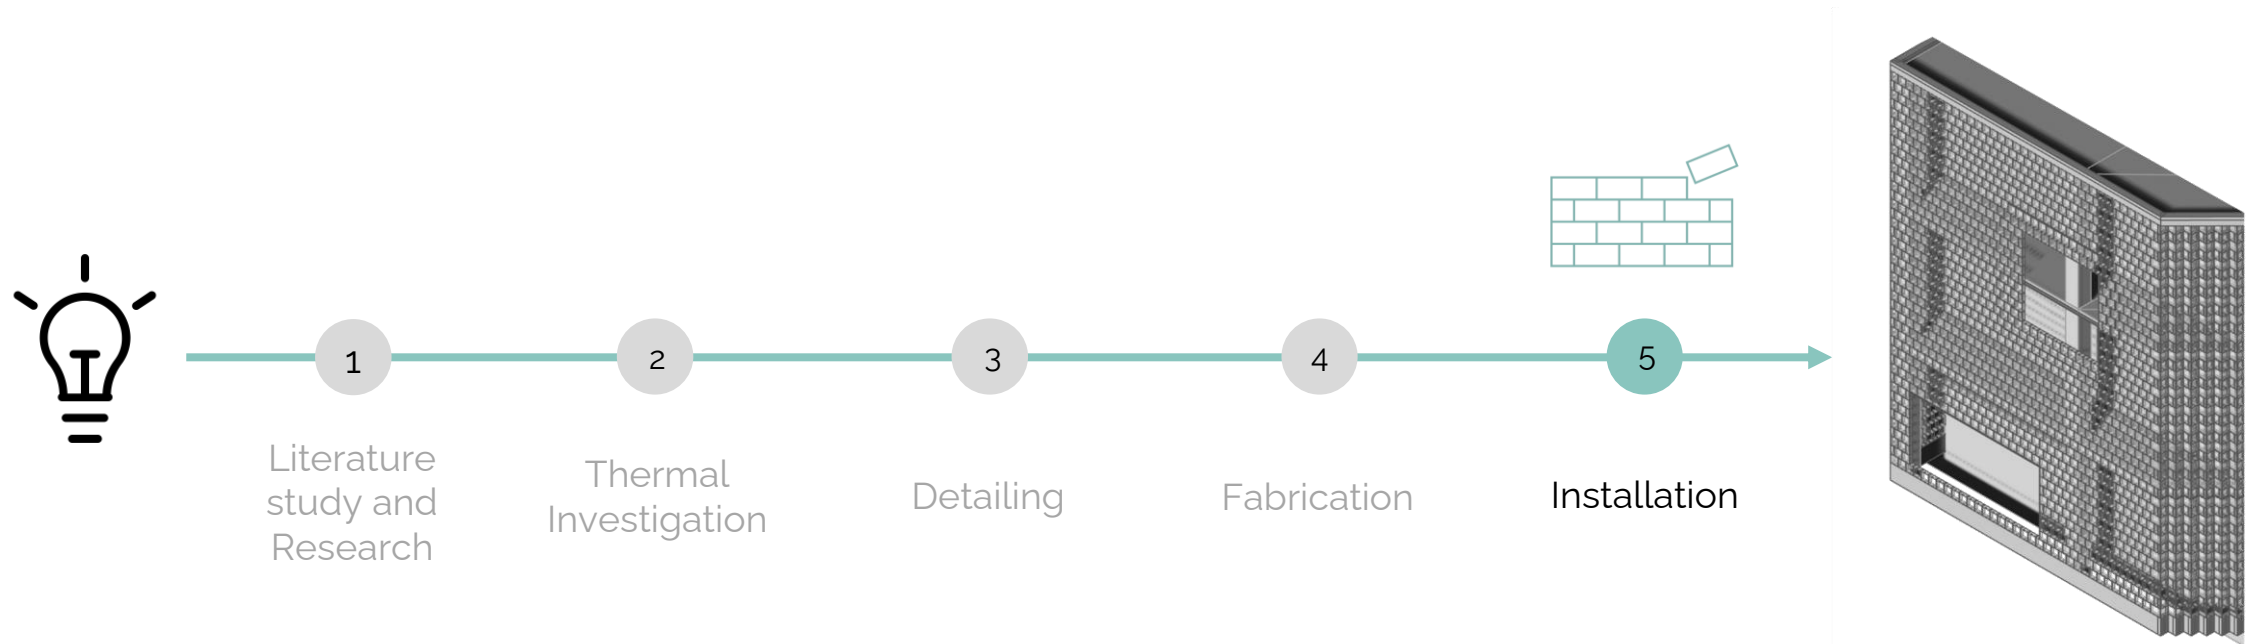 1
2
3
4
5
Literature
study and
Research
Thermal
Investigation
Detailing
Fabrication
Installation